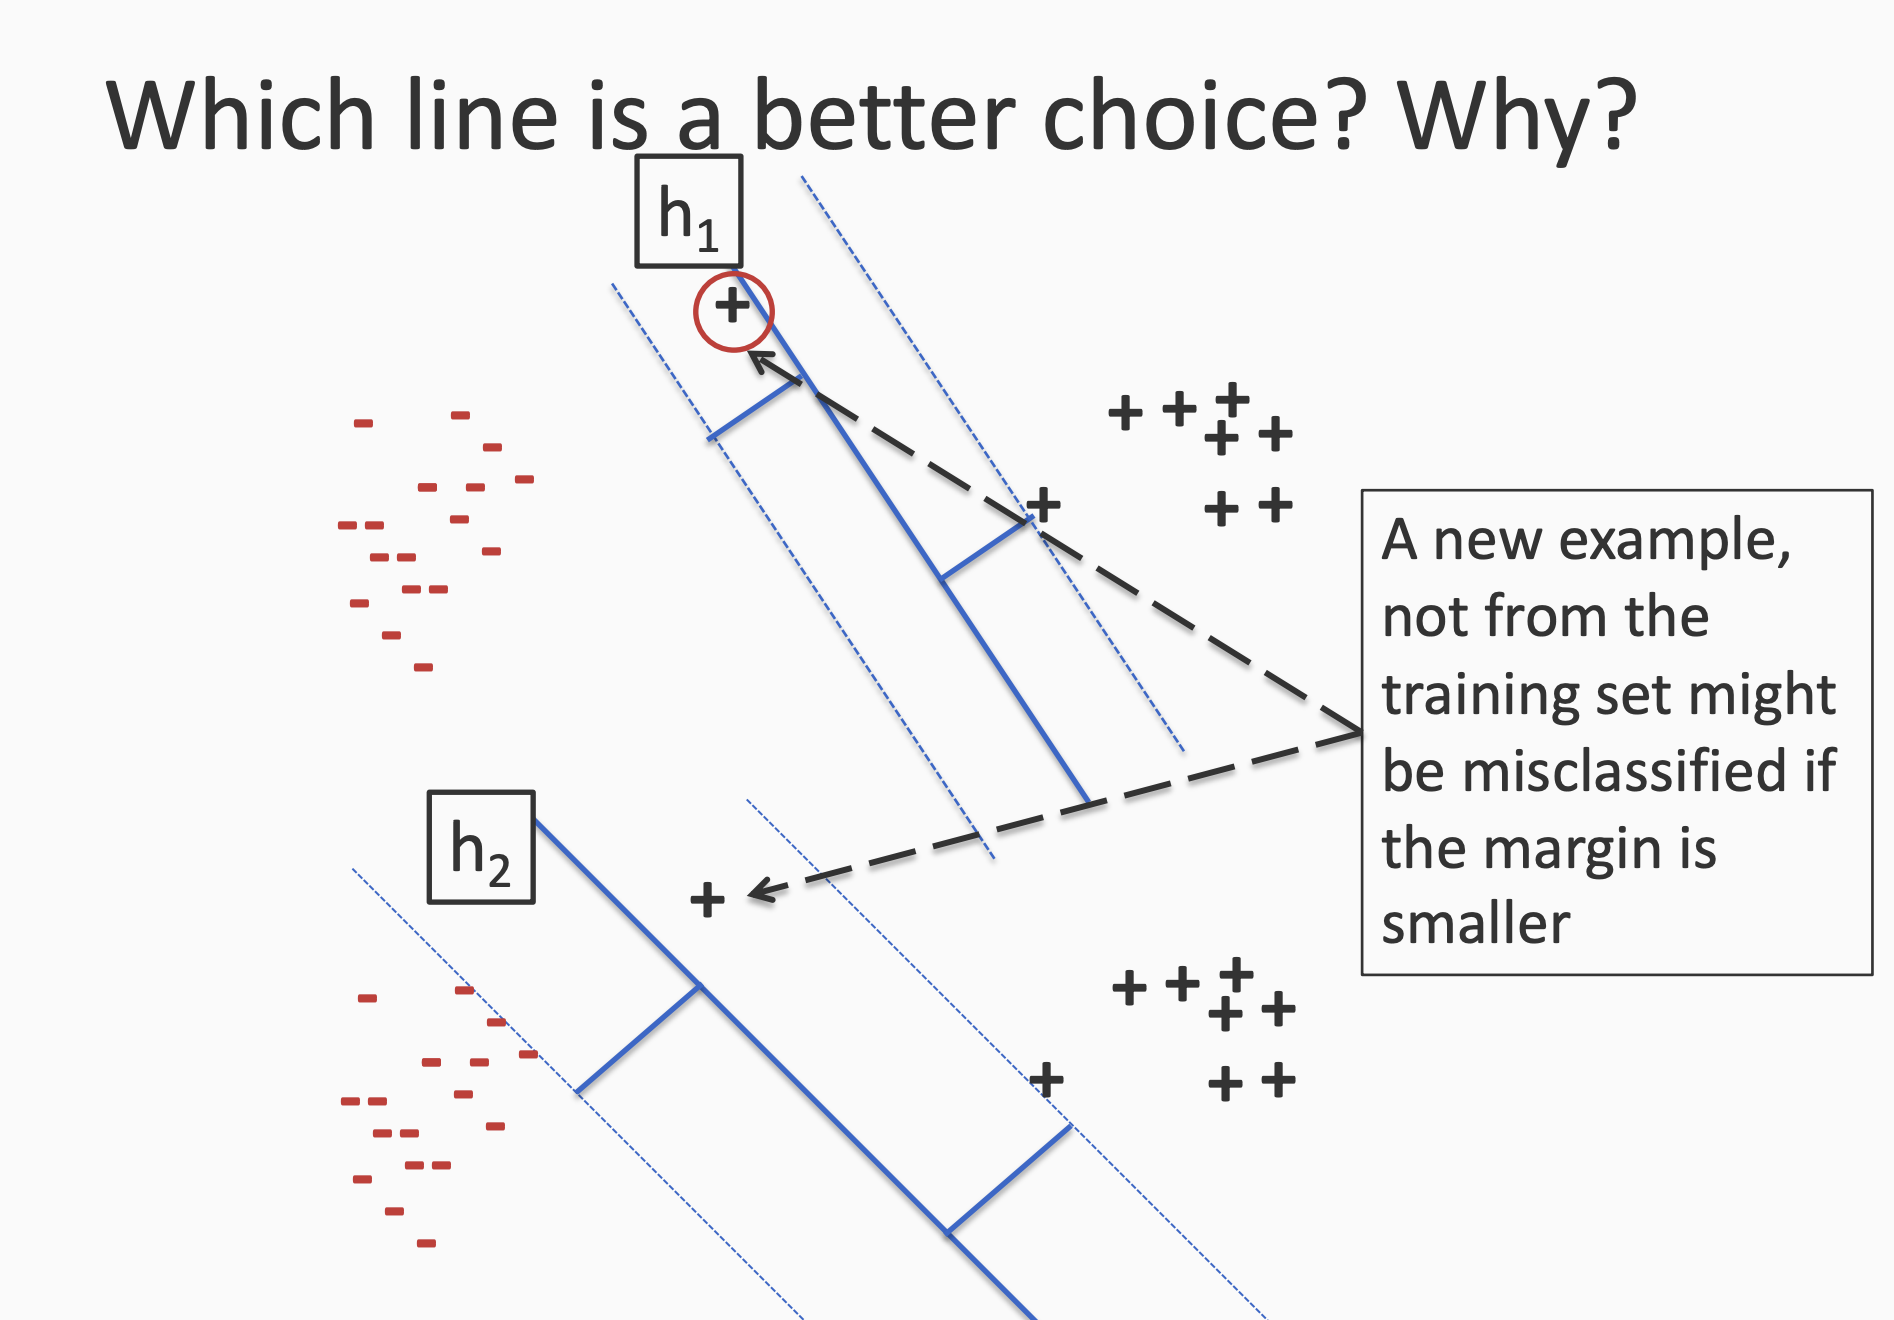 Which line is a better choice? Why?
h1
A new example,
not from the
training set might
be misclassified if
the margin is
smaller
h2